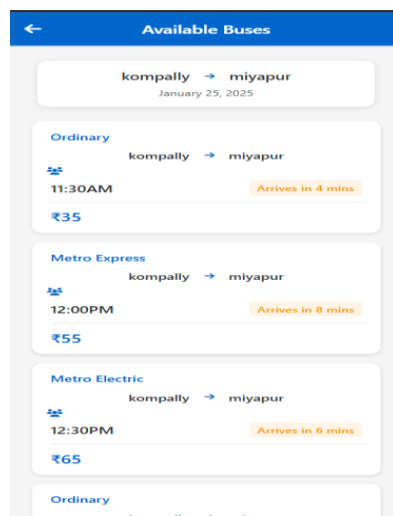 ← Available Buses
kompally → miyapur
January 25, 2025
Ordinary
kompally → miyapur
11:30AM Arrives in 4 mins
₹35
Metro Express
kompally → miyapur
12:00PM Arrives in 8 mins
₹55
Metro Electric
kompally → miyapur
12:30PM Arrives in 6 mins
₹65
Ordinary